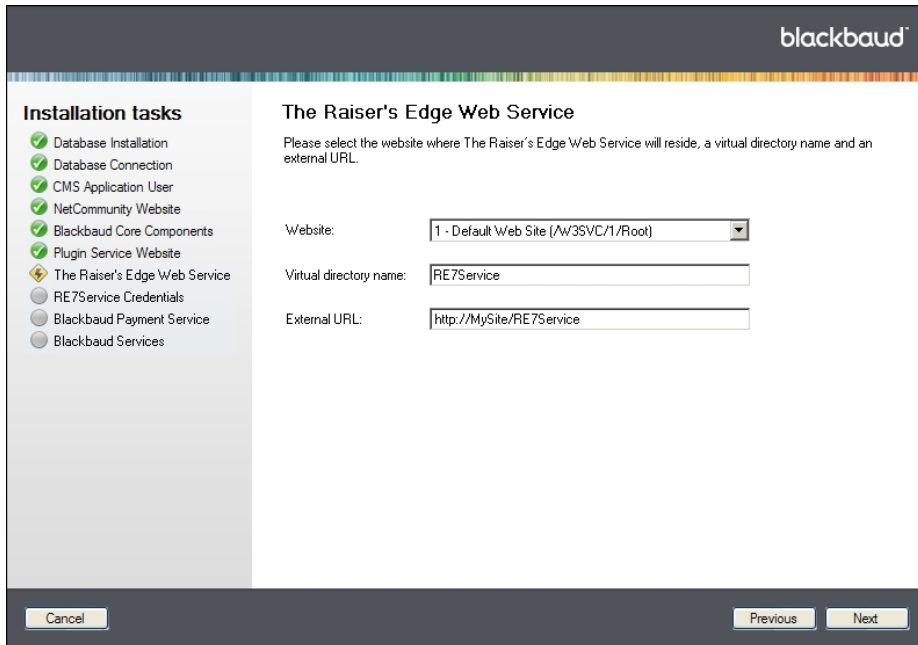 blackbaud
Installation tasks
Database Installation
Database Connection
CMS Application User
NetCommunity Website
Blackbaud Core Components
Plugin Service Website
The Raiser's Edge Web Service
RE7Service Credentials
Blackbaud Payment Service
Blackbaud Services
The Raiser's Edge Web Service
Please select the website where The Raiser´s Edge Web Service will reside, a virtual directory name and an
external URL.
Website: 1 - Default Web Site (/W3SVC/1/Root)
Virtual directory name: RE7Service
External URL: http://MySite/RE7Service
Cancel Previous Next